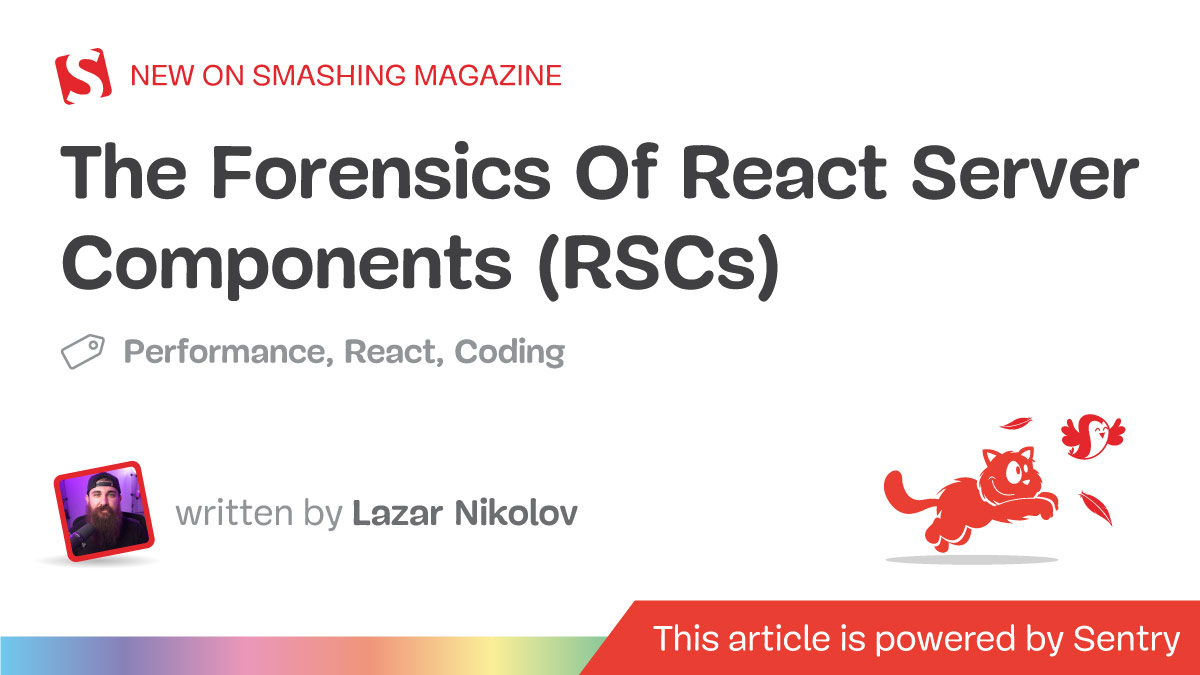 NEW ON SMASHING MAGAZINE
The Forensics Of React Server
Components (RSCs)
Performance, React, Coding
written by Lazar Nikolov
This article is powered by Sentry